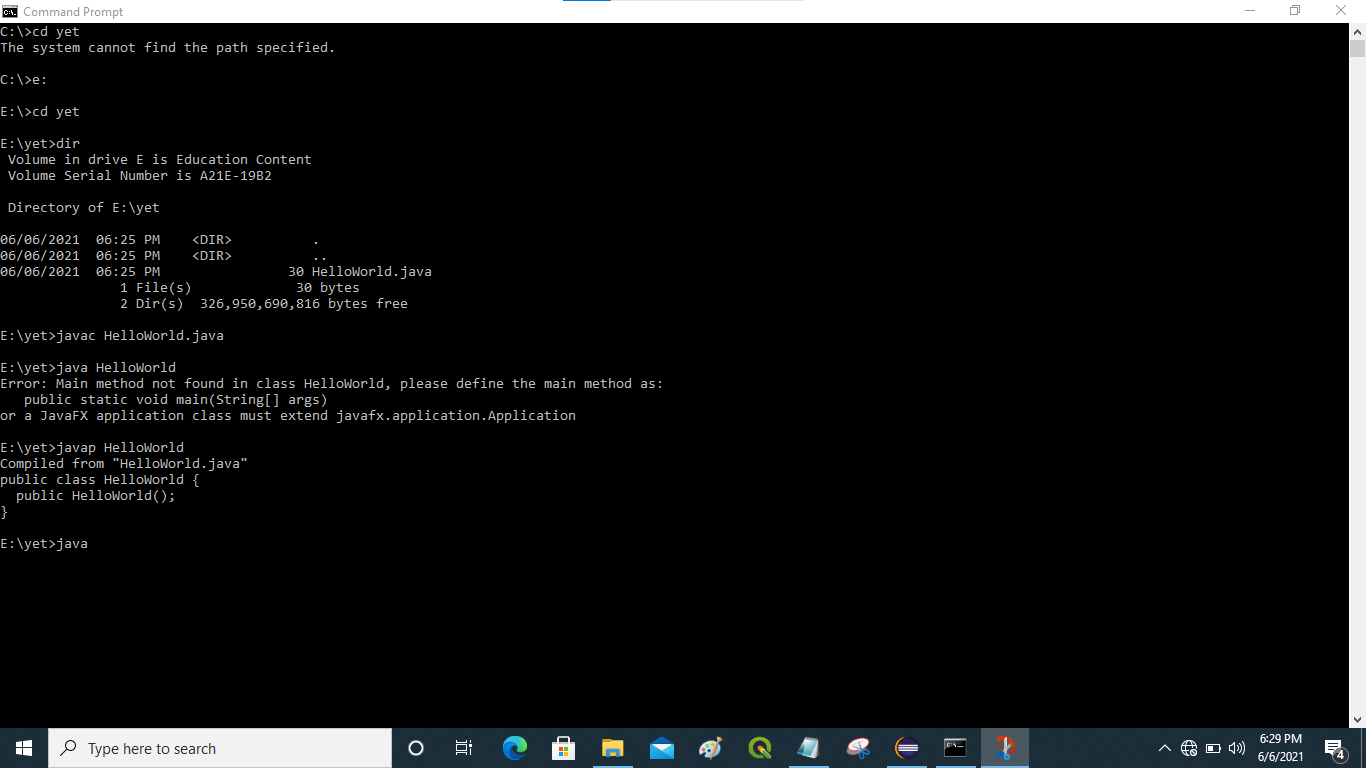 Command Prompt
C:\>cd yet
The system cannot find the path specified.
C:\>e:
E:\>cd yet
E:\yet>dir
 Volume in drive E is Education Content
 Volume Serial Number is A21E-19B2
 Directory of E:\yet
06/06/2021  06:25 PM    <DIR>          .
06/06/2021  06:25 PM    <DIR>          ..
06/06/2021  06:25 PM                30 HelloWorld.java
               1 File(s)             30 bytes
               2 Dir(s)  326,950,690,816 bytes free
E:\yet>javac HelloWorld.java
E:\yet>java HelloWorld
Error: Main method not found in class HelloWorld, please define the main method as:
   public static void main(String[] args)
or a JavaFX application class must extend javafx.application.Application
E:\yet>javap HelloWorld
Compiled from "HelloWorld.java"
public class HelloWorld {
  public HelloWorld();
}
E:\yet>java
Type here to search
6:29 PM
6/6/2021
4